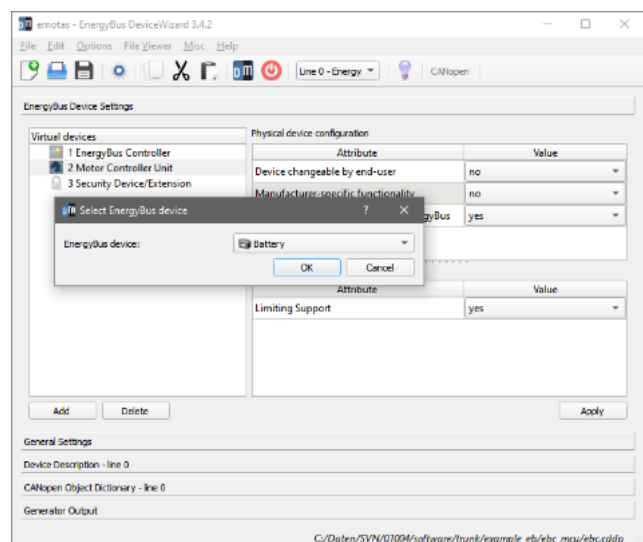 emotas - EnergyBus DeviceWizard 3.4.2
File Edit Options File Viewer Misc Help
Line 0 - Energy CANopen
EnergyBus Device Settings
Virtual devices
Physical device configuration
1 EnergyBus Controller
Attribute Value
2 Motor Controller Unit
Device changeable by end-user no
3 Security Device/Extension
Manufacturer-specific functionality no
Select EnergyBus device ?
gyBus yes
EnergyBus device: Battery
OK Cancel
Attribute Value
Limiting Support yes
Add Delete Apply
General Settings
Device Description - line 0
CANopen Object Dictionary - line 0
Generator Output
C:/Daten/SVN/01004/software/trunk/example_eb/ebc_mcu/ebc.cddp